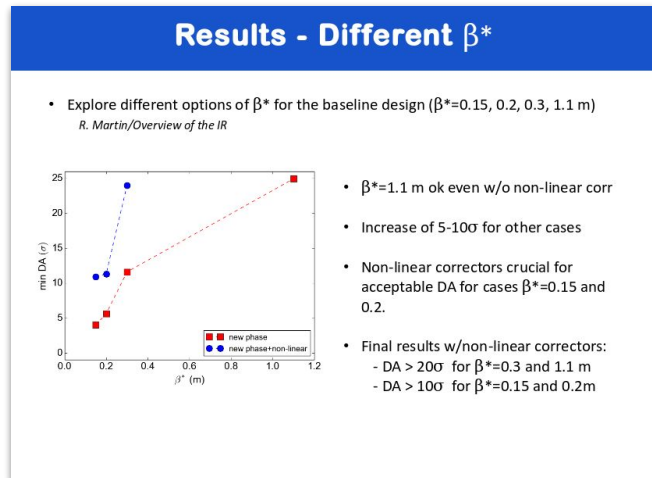 Results - Different β*
• Explore different options of β* for the baseline design (β*=0.15, 0.2, 0.3, 1.1 m)
R. Martin/Overview of the IR
25
20
15
10
5
0
min DA (σ)
0.0 0.2 0.4 0.6 0.8 1.0 1.2
β* (m)
new phase
new phase+non-linear
• β*=1.1 m ok even w/o non-linear corr
• Increase of 5-10σ for other cases
• Non-linear correctors crucial for
acceptable DA for cases β*=0.15 and
0.2.
• Final results w/non-linear correctors:
- DA > 20σ for β*=0.3 and 1.1 m
- DA > 10σ for β*=0.15 and 0.2m